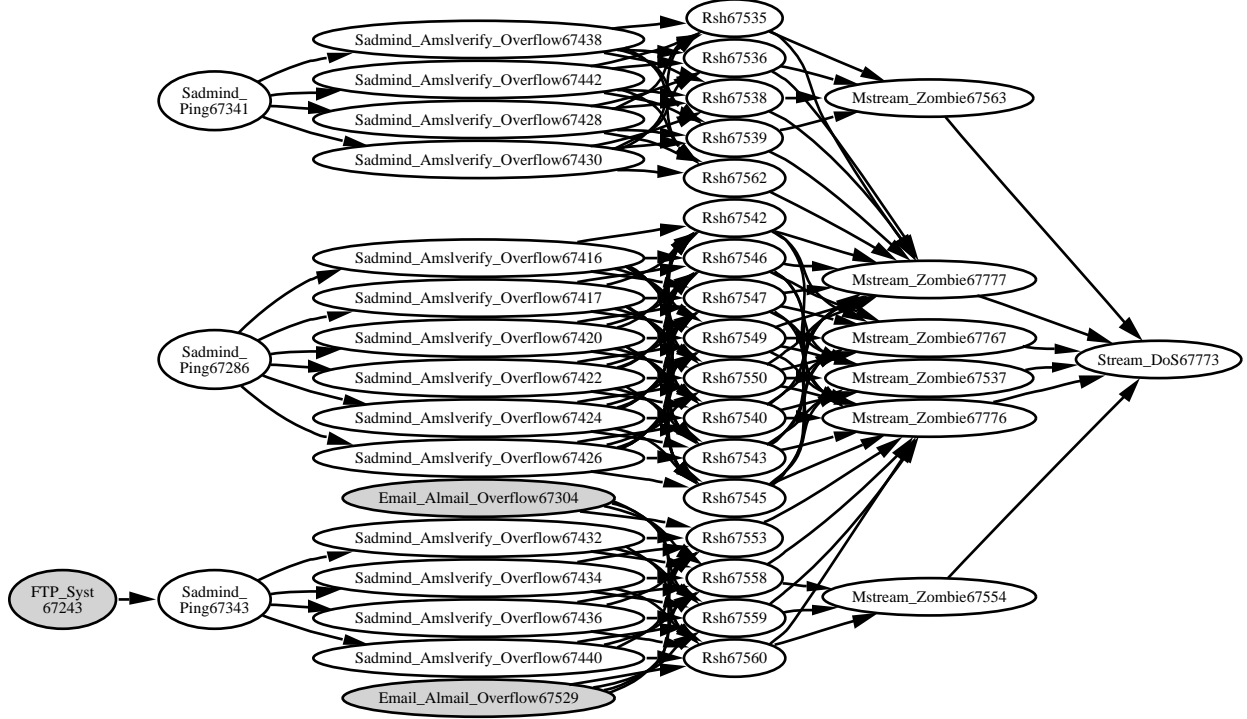 FTP_Syst
67243
Sadmind_
Ping67341
Sadmind_
Ping67286
Sadmind_
Ping67343
Sadmind_Amslverify_Overflow67438
Sadmind_Amslverify_Overflow67442
Sadmind_Amslverify_Overflow67428
Sadmind_Amslverify_Overflow67430
Sadmind_Amslverify_Overflow67416
Sadmind_Amslverify_Overflow67417
Sadmind_Amslverify_Overflow67420
Sadmind_Amslverify_Overflow67422
Sadmind_Amslverify_Overflow67424
Sadmind_Amslverify_Overflow67426
Email_Almail_Overflow67304
Sadmind_Amslverify_Overflow67432
Sadmind_Amslverify_Overflow67434
Sadmind_Amslverify_Overflow67436
Sadmind_Amslverify_Overflow67440
Email_Almail_Overflow67529
Rsh67535
Rsh67536
Rsh67538
Rsh67539
Rsh67562
Rsh67542
Rsh67546
Rsh67547
Rsh67549
Rsh67550
Rsh67540
Rsh67543
Rsh67545
Rsh67553
Rsh67558
Rsh67559
Rsh67560
Mstream_Zombie67563
Mstream_Zombie67777
Mstream_Zombie67767
Mstream_Zombie67537
Mstream_Zombie67776
Mstream_Zombie67554
Stream_DoS67773